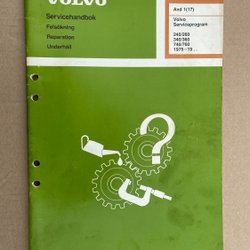 VOLVO
Servicehandbok
Felsökning
Reparation
Underhåll
Avd 1(17)
Volvo
Serviceprogram
240/260
340/360
740/760
1975-19..